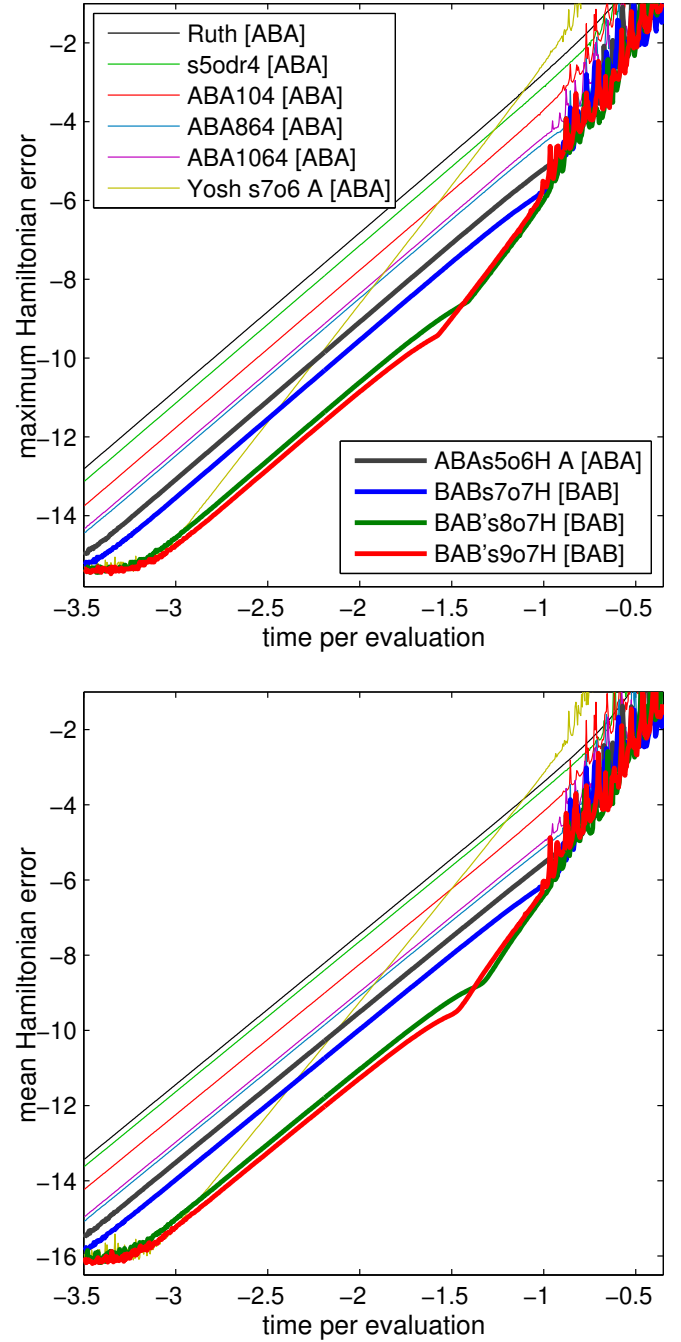 −2
−4
−6
−8
−10
−12
−14
maximum Hamiltonian error
Ruth [ABA]
s5odr4 [ABA]
ABA104 [ABA]
ABA864 [ABA]
ABA1064 [ABA]
Yosh s7o6 A [ABA]
ABAs5o6H A [ABA]
BABs7o7H [BAB]
BAB's8o7H [BAB]
BAB's9o7H [BAB]
−3.5 −3 −2.5 −2 −1.5 −1 −0.5
time per evaluation
−2
−4
−6
−8
−10
−12
−14
−16
mean Hamiltonian error
−3.5 −3 −2.5 −2 −1.5 −1 −0.5
time per evaluation